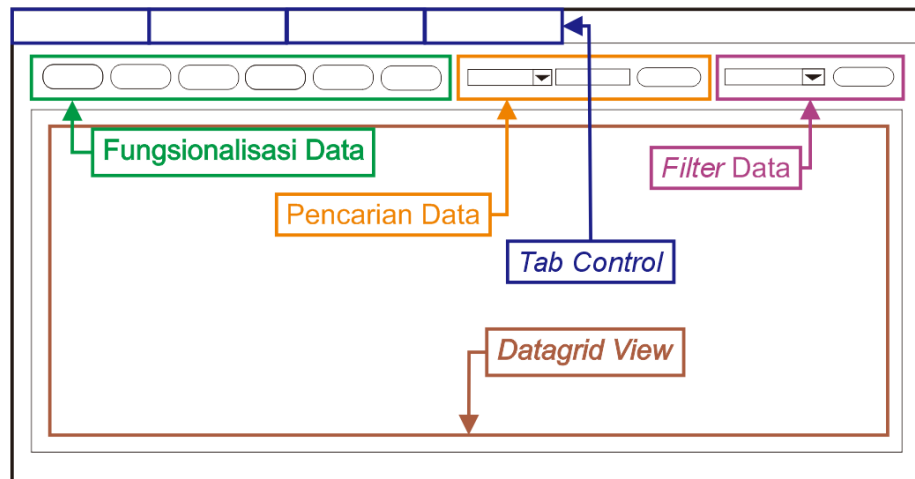 Fungsionalisasi Data
Filter Data
Pencarian Data
Tab Control
Datagrid View